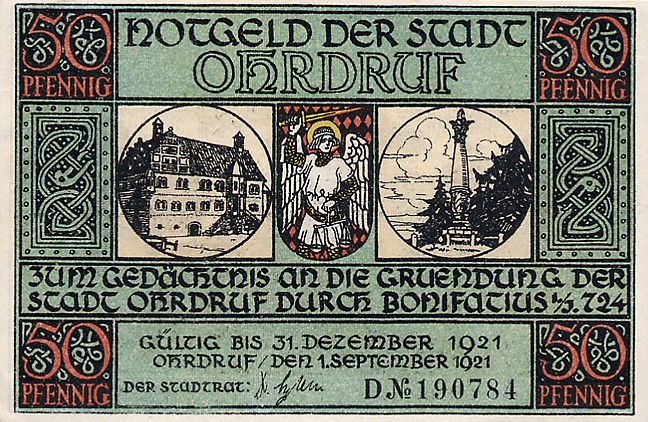 50 PFENNIG
NOTGELD DER STADT
OHRDRUF
50 PFENNIG
ZUM GEDÄCHTNIS AN DIE GRUENDUNG DER
STADT OHRDRUF DURCH BONIFATIUS i/J. 724
50 PFENNIG
GÜLTIG BIS 31. DEZEMBER 1921
OHRDRUF / DEN 1. SEPTEMBER 1921
DER STADTRAT:
D № 190784
50 PFENNIG